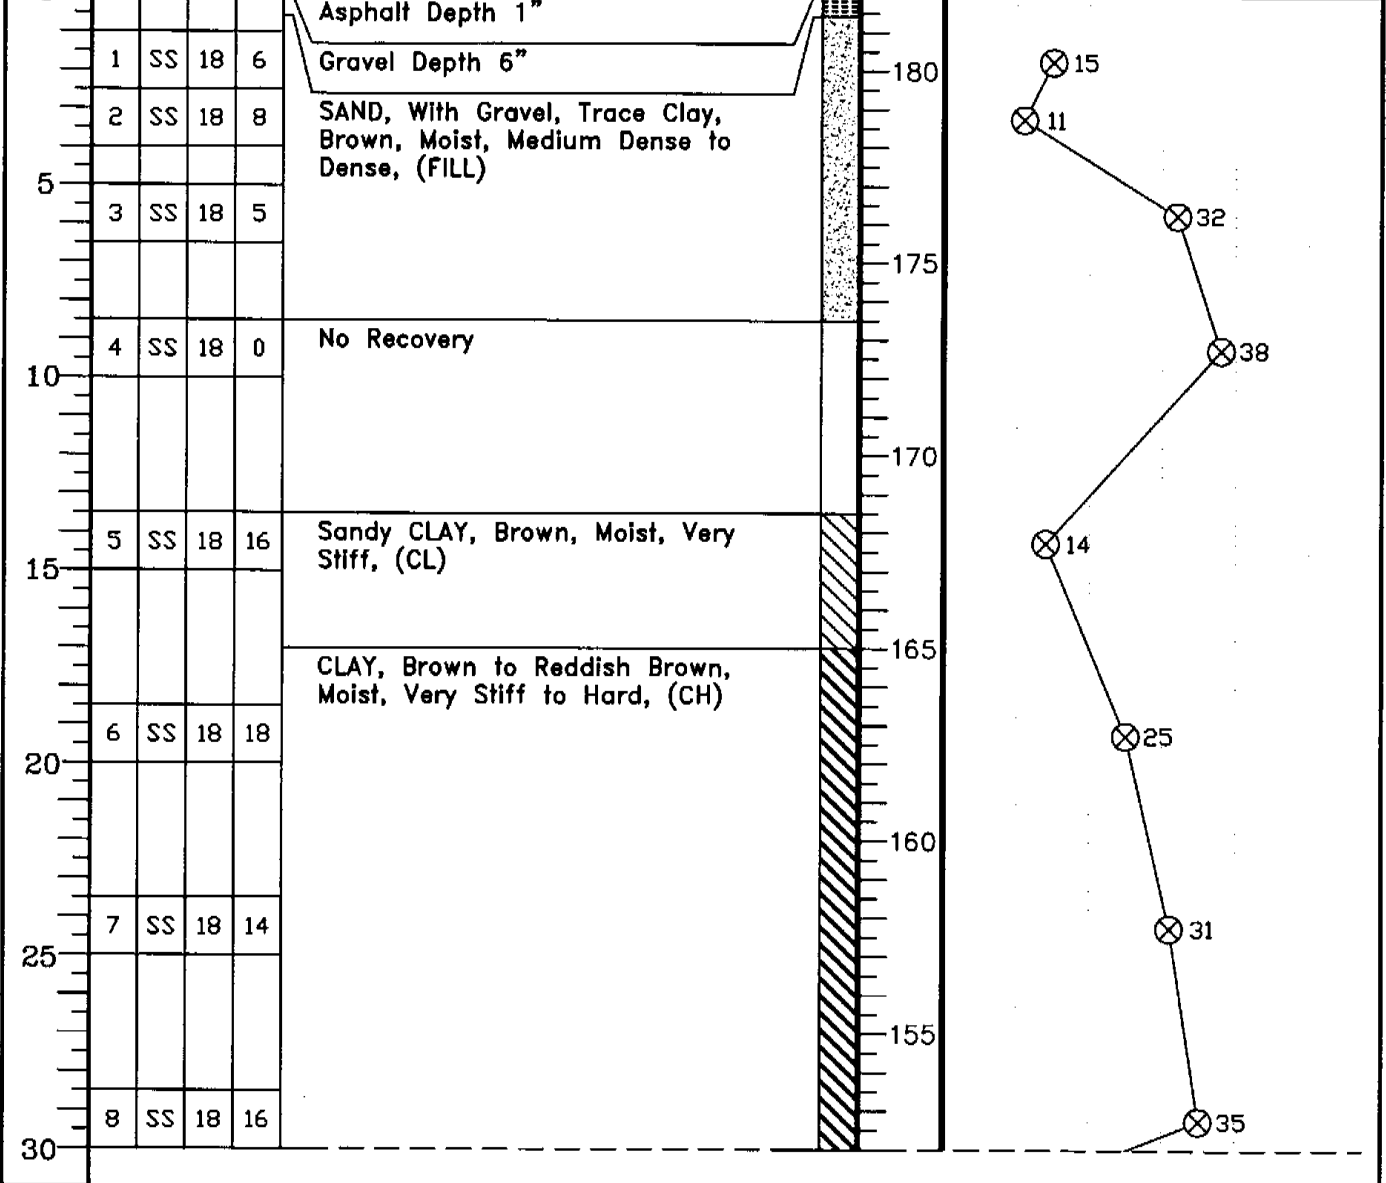 Asphalt Depth 1"
Gravel Depth 6"
1 SS 18 6
180
15
2 SS 18 8
SAND, With Gravel, Trace Clay,
Brown, Moist, Medium Dense to
Dense, (FILL)
11
5
3 SS 18 5
32
175
4 SS 18 0
No Recovery
38
10
170
5 SS 18 16
Sandy CLAY, Brown, Moist, Very
Stiff, (CL)
14
15
165
CLAY, Brown to Reddish Brown,
Moist, Very Stiff to Hard, (CH)
6 SS 18 18
25
20
160
7 SS 18 14
31
25
155
8 SS 18 16
35
30